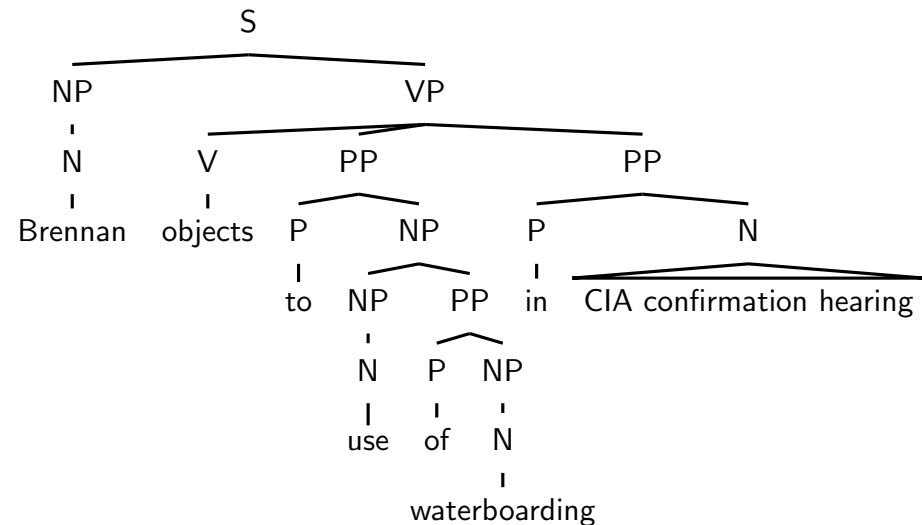 S
NP VP
N V PP PP
Brennan objects P NP P N
to NP PP in CIA confirmation hearing
N P NP
use of N
waterboarding